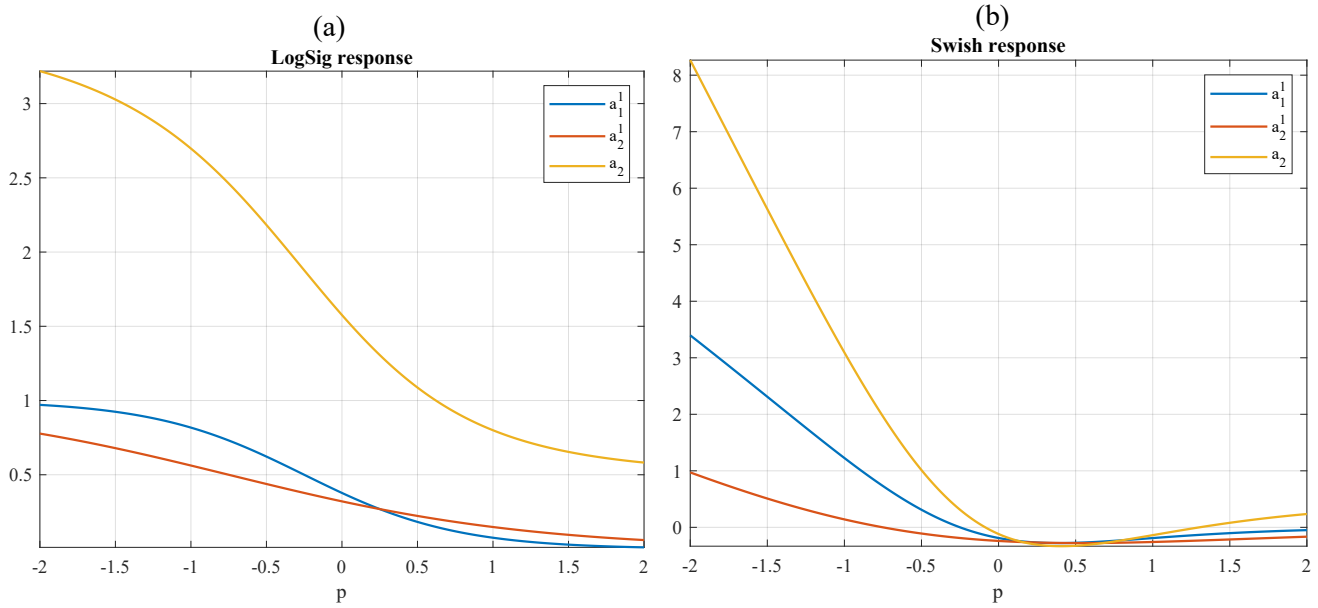 (a)
LogSig response
3
2.5
2
1.5
1
0.5
-2 -1.5 -1 -0.5 0 0.5 1 1.5 2
p
a₁¹
a₂¹
a₂
(b)
Swish response
8
7
6
5
4
3
2
1
0
-2 -1.5 -1 -0.5 0 0.5 1 1.5 2
p
a₁¹
a₂¹
a₂